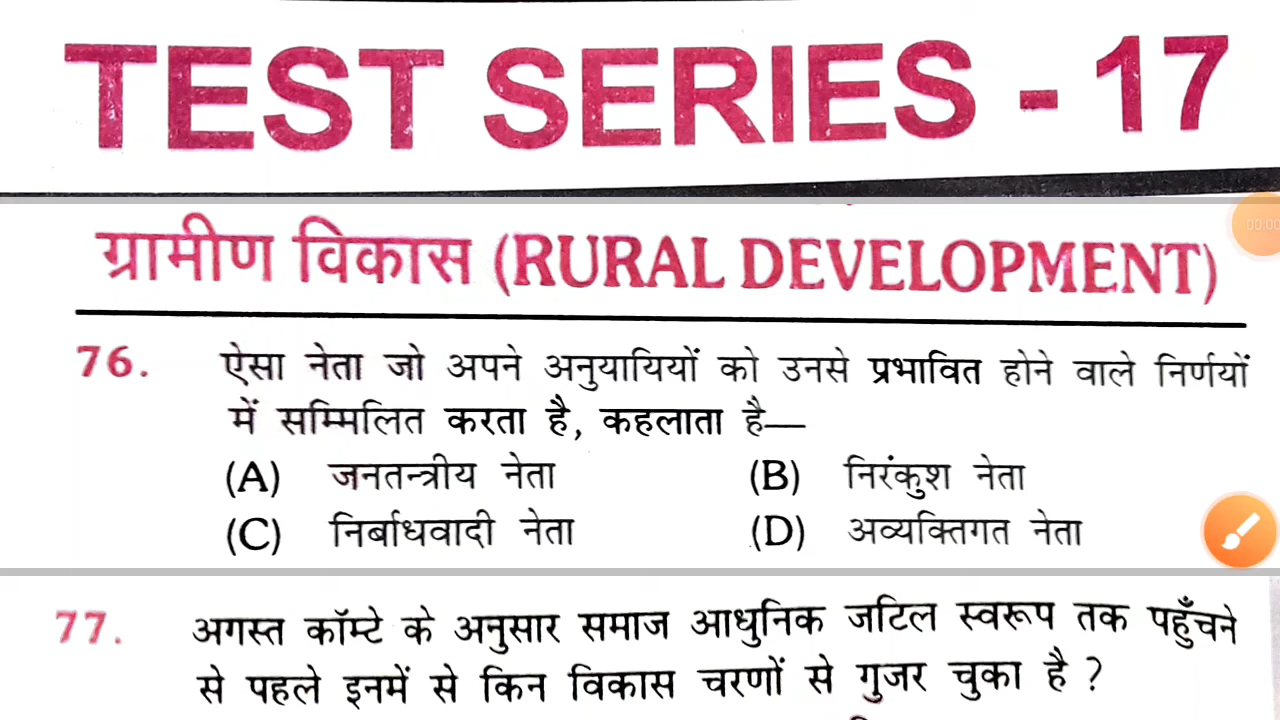 TEST SERIES - 17
ग्रामीण विकास (RURAL DEVELOPMENT)
76. ऐसा नेता जो अपने अनुयायियों को उनसे प्रभावित होने वाले निर्णयों
में सम्मिलित करता है, कहलाता है—
(A) जनतन्त्रीय नेता (B) निरंकुश नेता
(C) निर्बाधवादी नेता (D) अव्यक्तिगत नेता
77. अगस्त कॉम्टे के अनुसार समाज आधुनिक जटिल स्वरूप तक पहुँचने
से पहले इनमें से किन विकास चरणों से गुजर चुका है ?